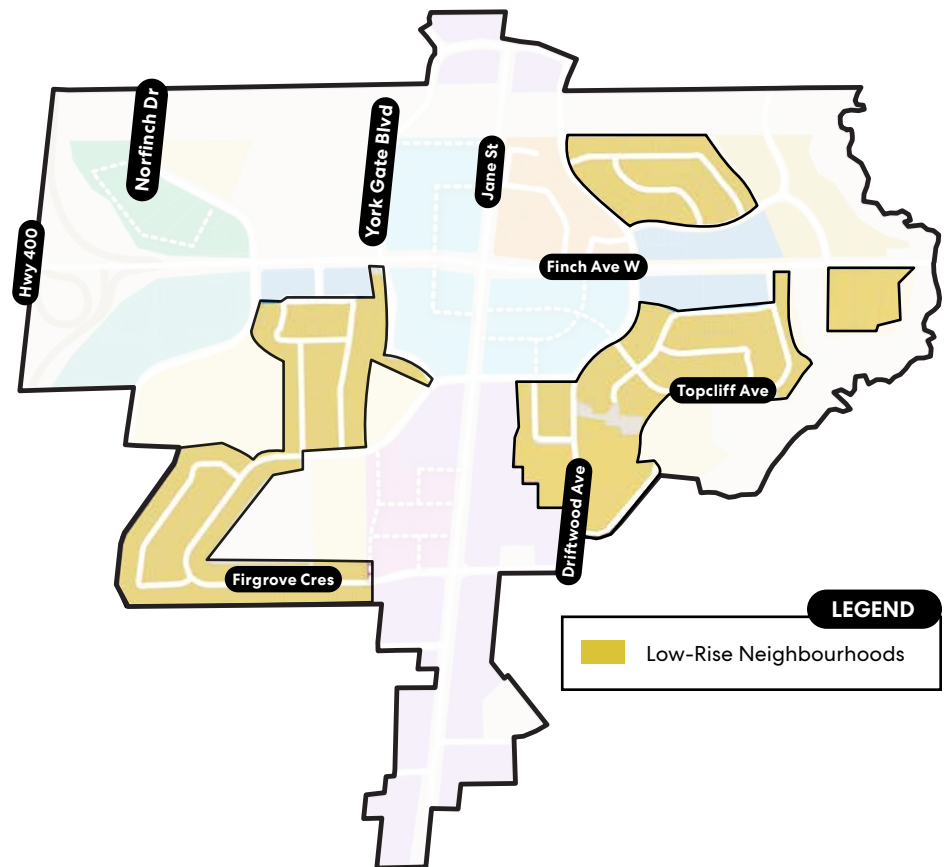 Norfinch Dr
York Gate Blvd
Jane St
Hwy 400
Finch Ave W
Topcliff Ave
Driftwood Ave
Firgrove Cres
LEGEND
Low-Rise Neighbourhoods